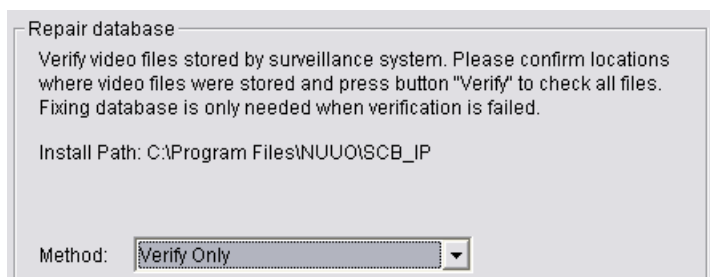 Repair database
Verify video files stored by surveillance system. Please confirm locations
where video files were stored and press button "Verify" to check all files.
Fixing database is only needed when verification is failed.
Install Path: C:\Program Files\NUUO\SCB_IP
Method: Verify Only